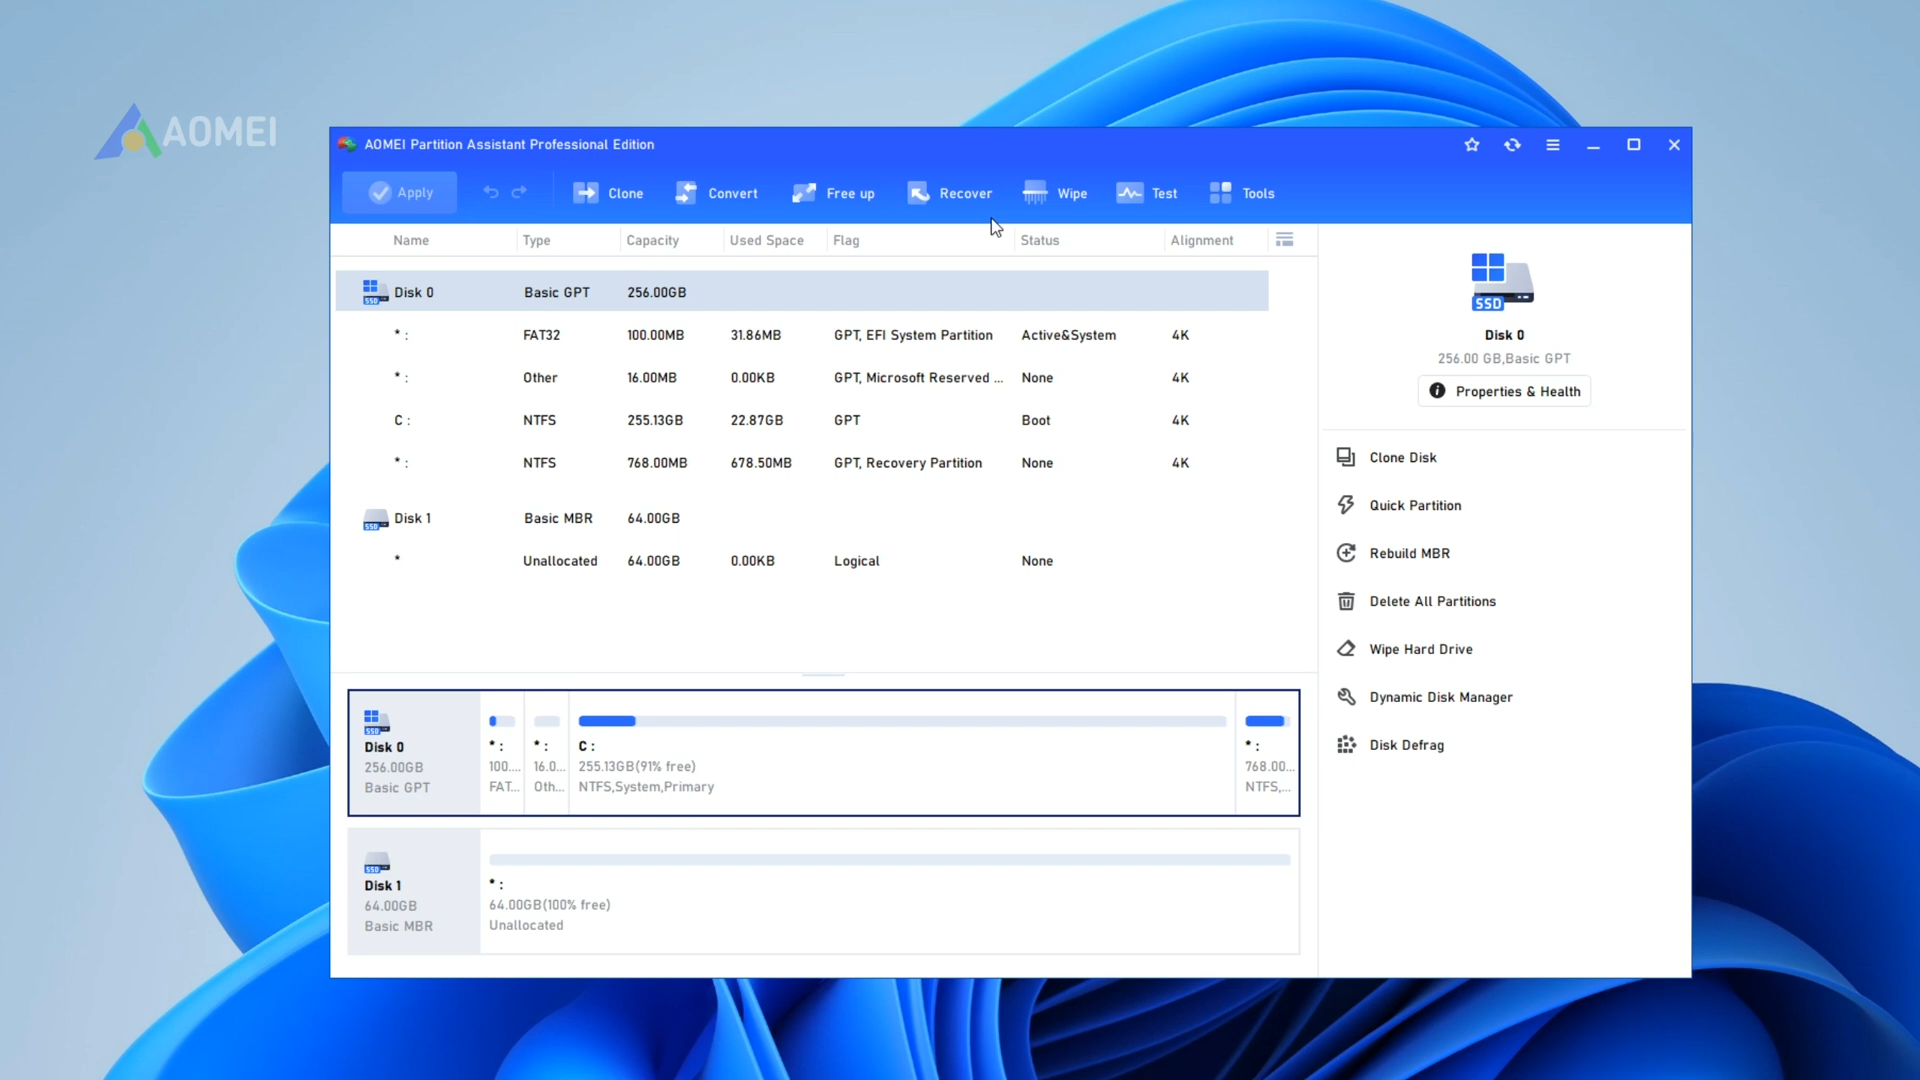 AOMEI
AOMEI Partition Assistant Professional Edition
Apply Clone Convert Free up Recover Wipe Test Tools
Name Type Capacity Used Space Flag Status Alignment
SSD Disk 0 Basic GPT 256.00GB
* : FAT32 100.00MB 31.86MB GPT, EFI System Partition Active&System 4K
* : Other 16.00MB 0.00KB GPT, Microsoft Reserved ... None 4K
C : NTFS 255.13GB 22.87GB GPT Boot 4K
* : NTFS 768.00MB 678.50MB GPT, Recovery Partition None 4K
SSD Disk 1 Basic MBR 64.00GB
* Unallocated 64.00GB 0.00KB Logical None
SSD
Disk 0
256.00GB
Basic GPT
* :
100....
FAT...
* :
16.0...
Oth...
C :
255.13GB(91% free)
NTFS,System,Primary
* :
768.00...
NTFS,...
SSD
Disk 1
64.00GB
Basic MBR
* :
64.00GB(100% free)
Unallocated
SSD
Disk 0
256.00 GB,Basic GPT
Properties & Health
Clone Disk
Quick Partition
Rebuild MBR
Delete All Partitions
Wipe Hard Drive
Dynamic Disk Manager
Disk Defrag